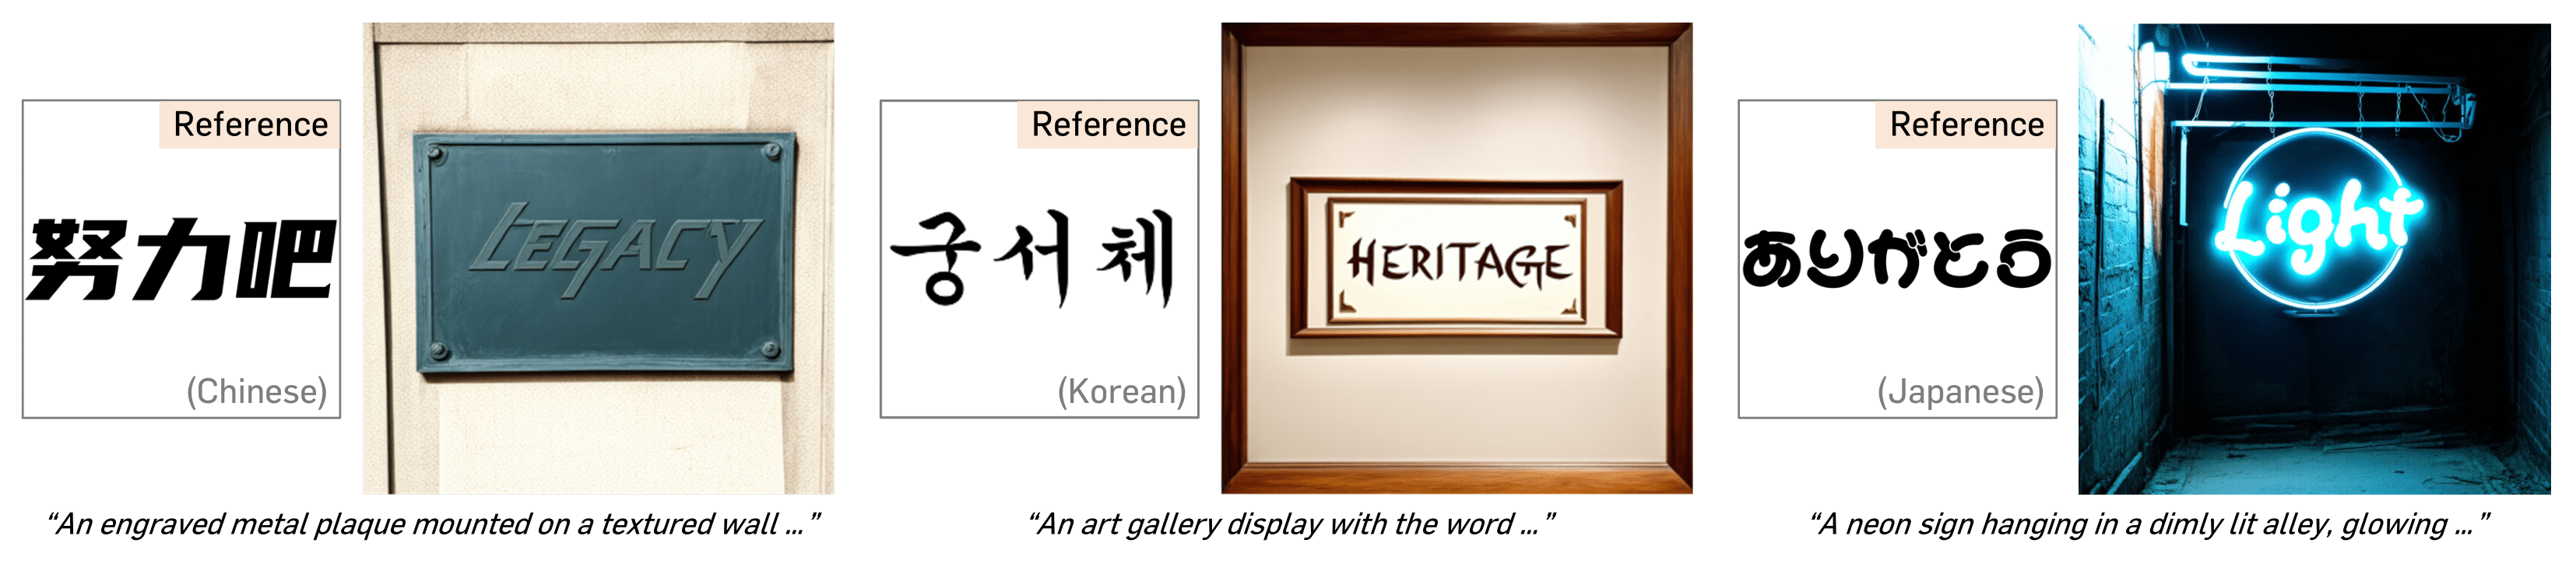 Reference
努力吧
(Chinese)
LEGACY
“An engraved metal plaque mounted on a textured wall ...”
Reference
궁서체
(Korean)
HERITAGE
“An art gallery display with the word ...”
Reference
ありがとう
(Japanese)
Light
“A neon sign hanging in a dimly lit alley, glowing ...”